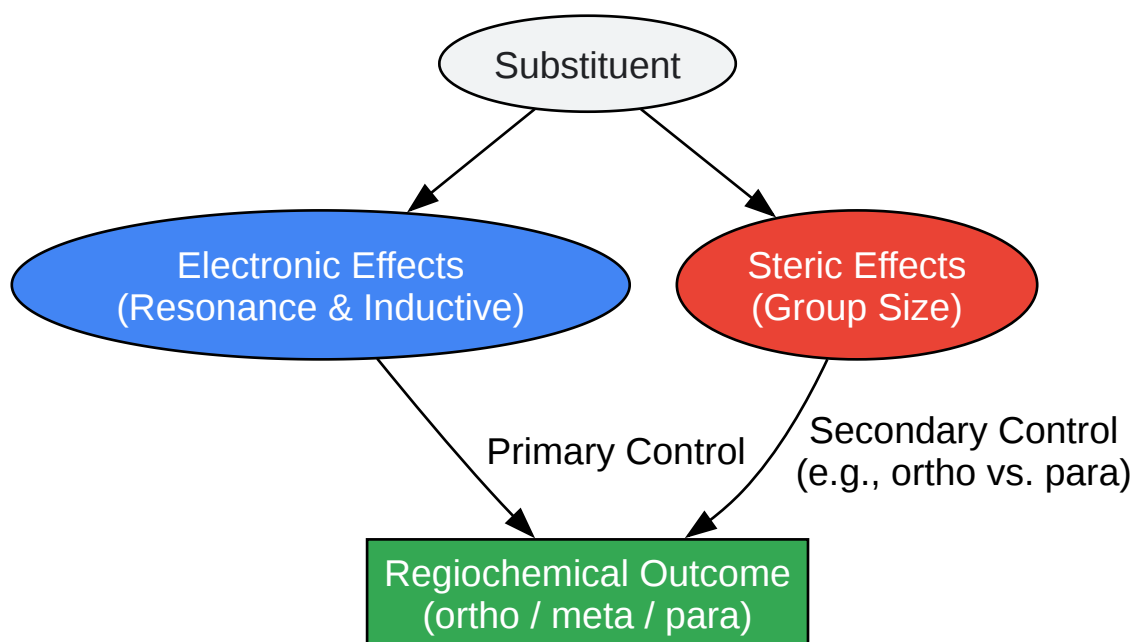 Substituent
Electronic Effects
(Resonance & Inductive)
Steric Effects
(Group Size)
Primary Control
Secondary Control
(e.g., ortho vs. para)
Regiochemical Outcome
(ortho / meta / para)